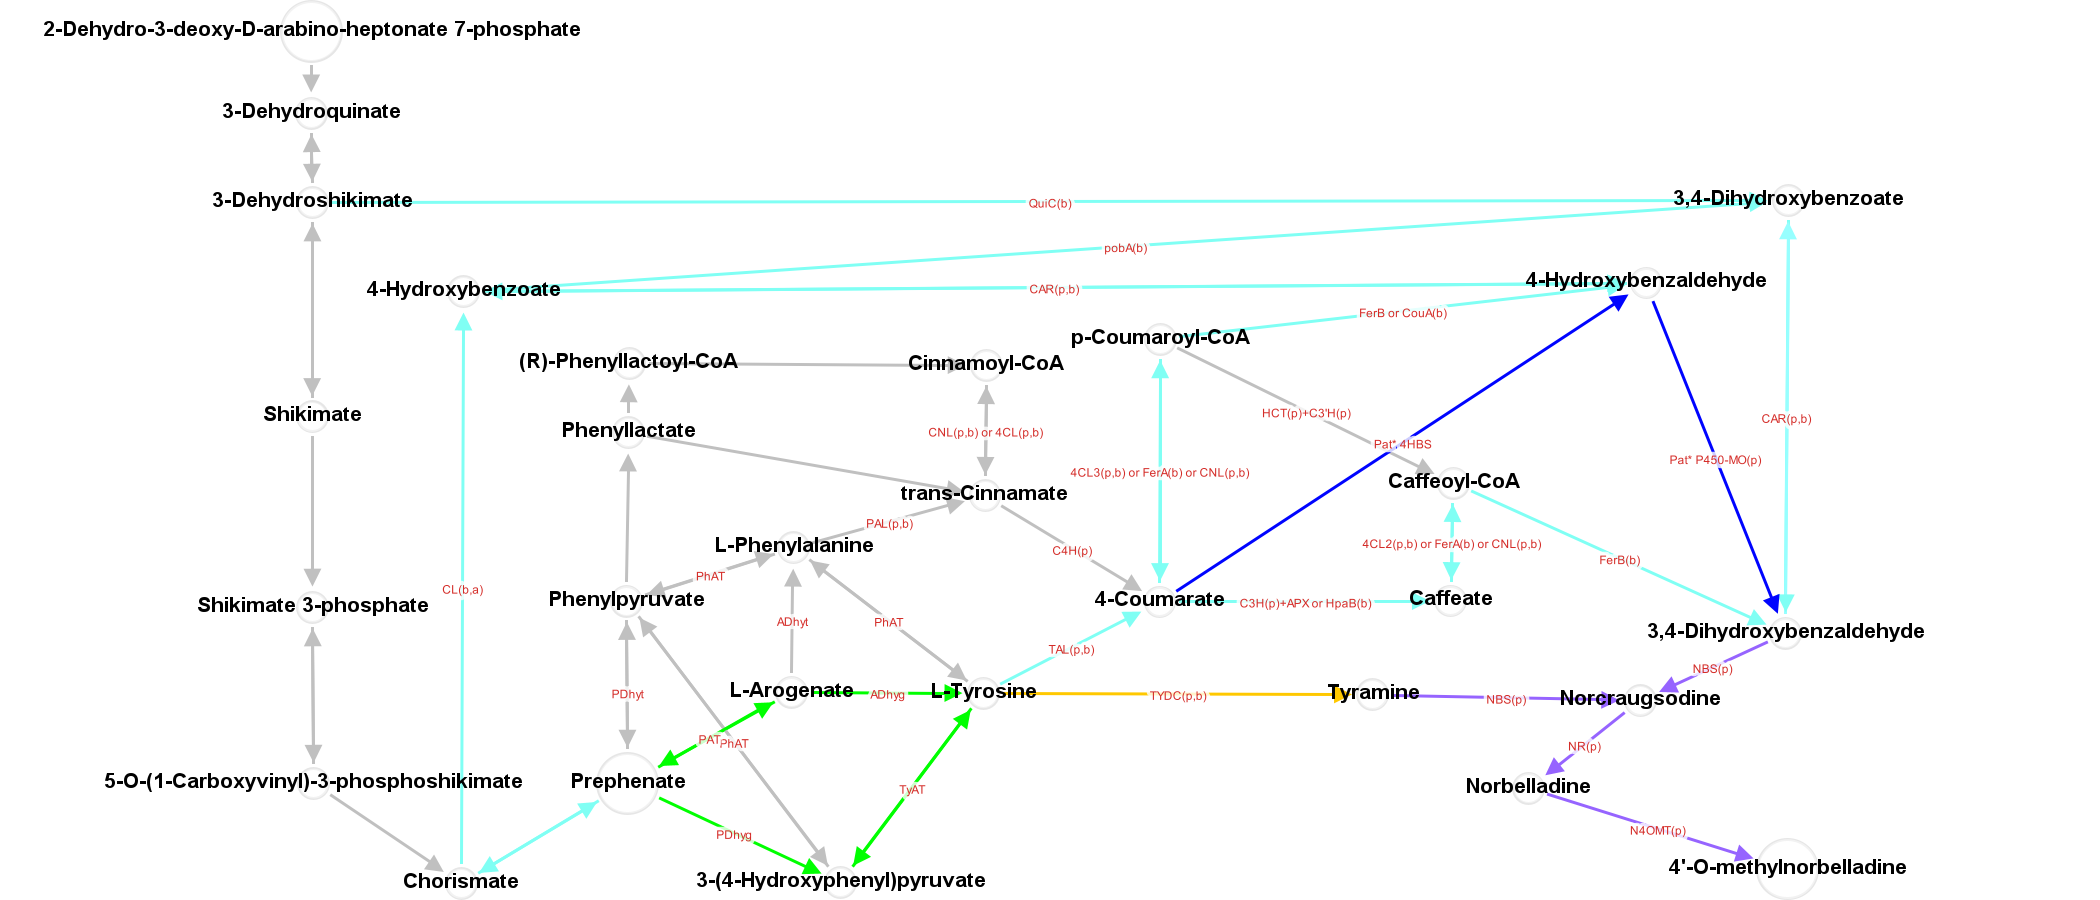 2-Dehydro-3-deoxy-D-arabino-heptonate 7-phosphate
3-Dehydroquinate
3-Dehydroshikimate
QuiC(b)
3,4-Dihydroxybenzoate
pobA(b)
4-Hydroxybenzoate
CAR(p,b)
4-Hydroxybenzaldehyde
FerB or CouA(b)
p-Coumaroyl-CoA
(R)-Phenyllactoyl-CoA
Cinnamoyl-CoA
HCT(p)+C3'H(p)
Shikimate
CAR(p,b)
Phenyllactate
CNL(p,b) or 4CL(p,b)
Pat* 4HBS
Pat* P450-MO(p)
4CL3(p,b) or FerA(b) or CNL(p,b)
Caffeoyl-CoA
trans-Cinnamate
PAL(p,b)
L-Phenylalanine
C4H(p)
4CL2(p,b) or FerA(b) or CNL(p,b)
FerB(b)
PhAT
CL(b,a)
Phenylpyruvate
4-Coumarate
C3H(p)+APX or HpaB(b)
Caffeate
Shikimate 3-phosphate
ADhyt
PhAT
3,4-Dihydroxybenzaldehyde
TAL(p,b)
NBS(p)
PDhyt
L-Arogenate
ADhyg
L-Tyrosine
TYDC(p,b)
Tyramine
NBS(p)
Norcraugsodine
PAT
PhAT
NR(p)
5-O-(1-Carboxyvinyl)-3-phosphoshikimate
Prephenate
TyAT
Norbelladine
PDhyg
N4OMT(p)
Chorismate
3-(4-Hydroxyphenyl)pyruvate
4'-O-methylnorbelladine